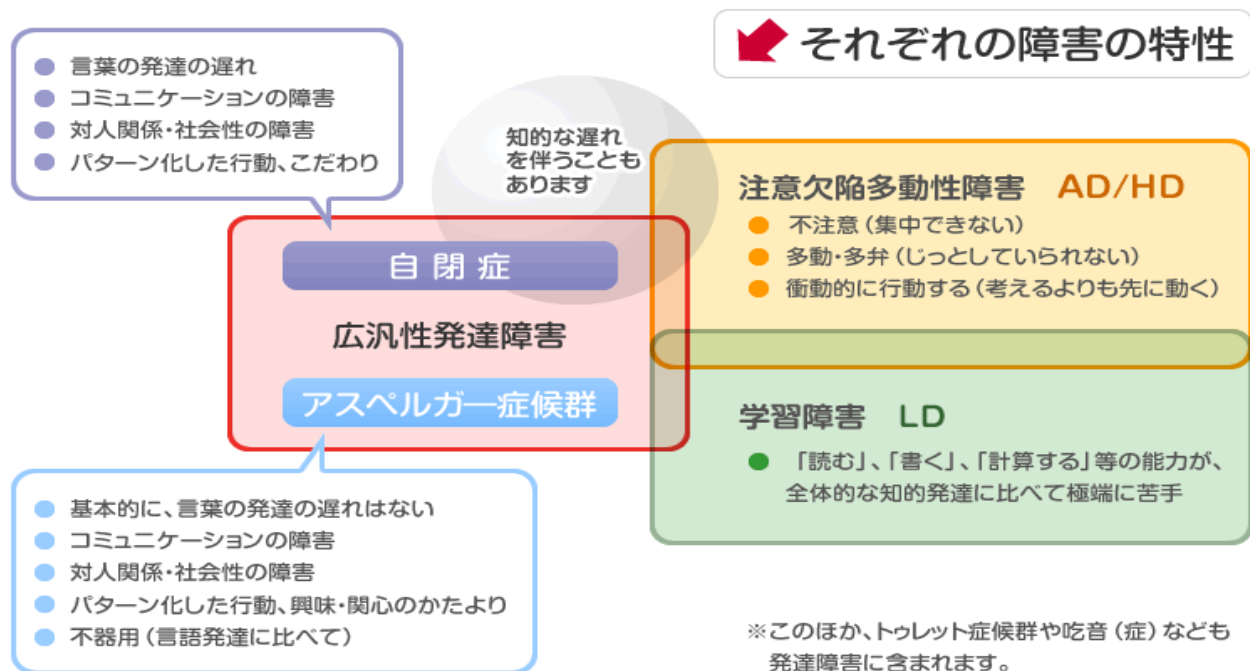 それぞれの障害の特性
● 言葉の発達の遅れ
● コミュニケーションの障害
● 対人関係・社会性の障害
● パターン化した行動、こだわり
知的な遅れ
を伴うことも
あります
自閉症
広汎性発達障害
アスペルガー症候群
● 基本的に、言葉の発達の遅れはない
● コミュニケーションの障害
● 対人関係・社会性の障害
● パターン化した行動、興味・関心のかたより
● 不器用(言語発達に比べて)
注意欠陥多動性障害 AD/HD
● 不注意(集中できない)
● 多動・多弁(じっとしていられない)
● 衝動的に行動する(考えるよりも先に動く)
学習障害 LD
● 「読む」、「書く」、「計算する」等の能力が、
全体的な知的発達に比べて極端に苦手
※このほか、トゥレット症候群や吃音(症)なども
発達障害に含まれます。